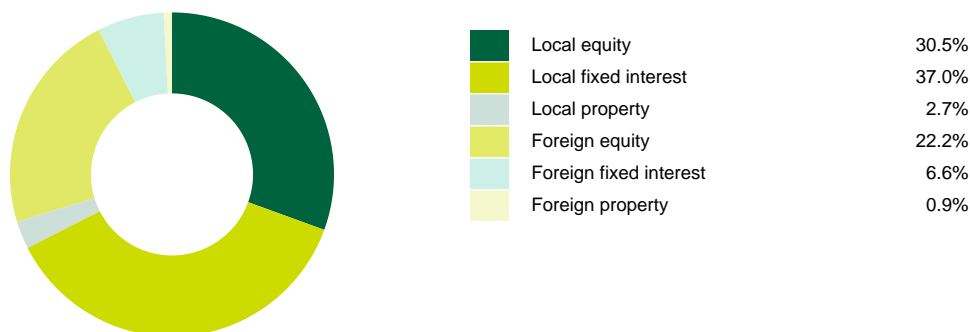 Local equity 30.5%
Local fixed interest 37.0%
Local property 2.7%
Foreign equity 22.2%
Foreign fixed interest 6.6%
Foreign property 0.9%